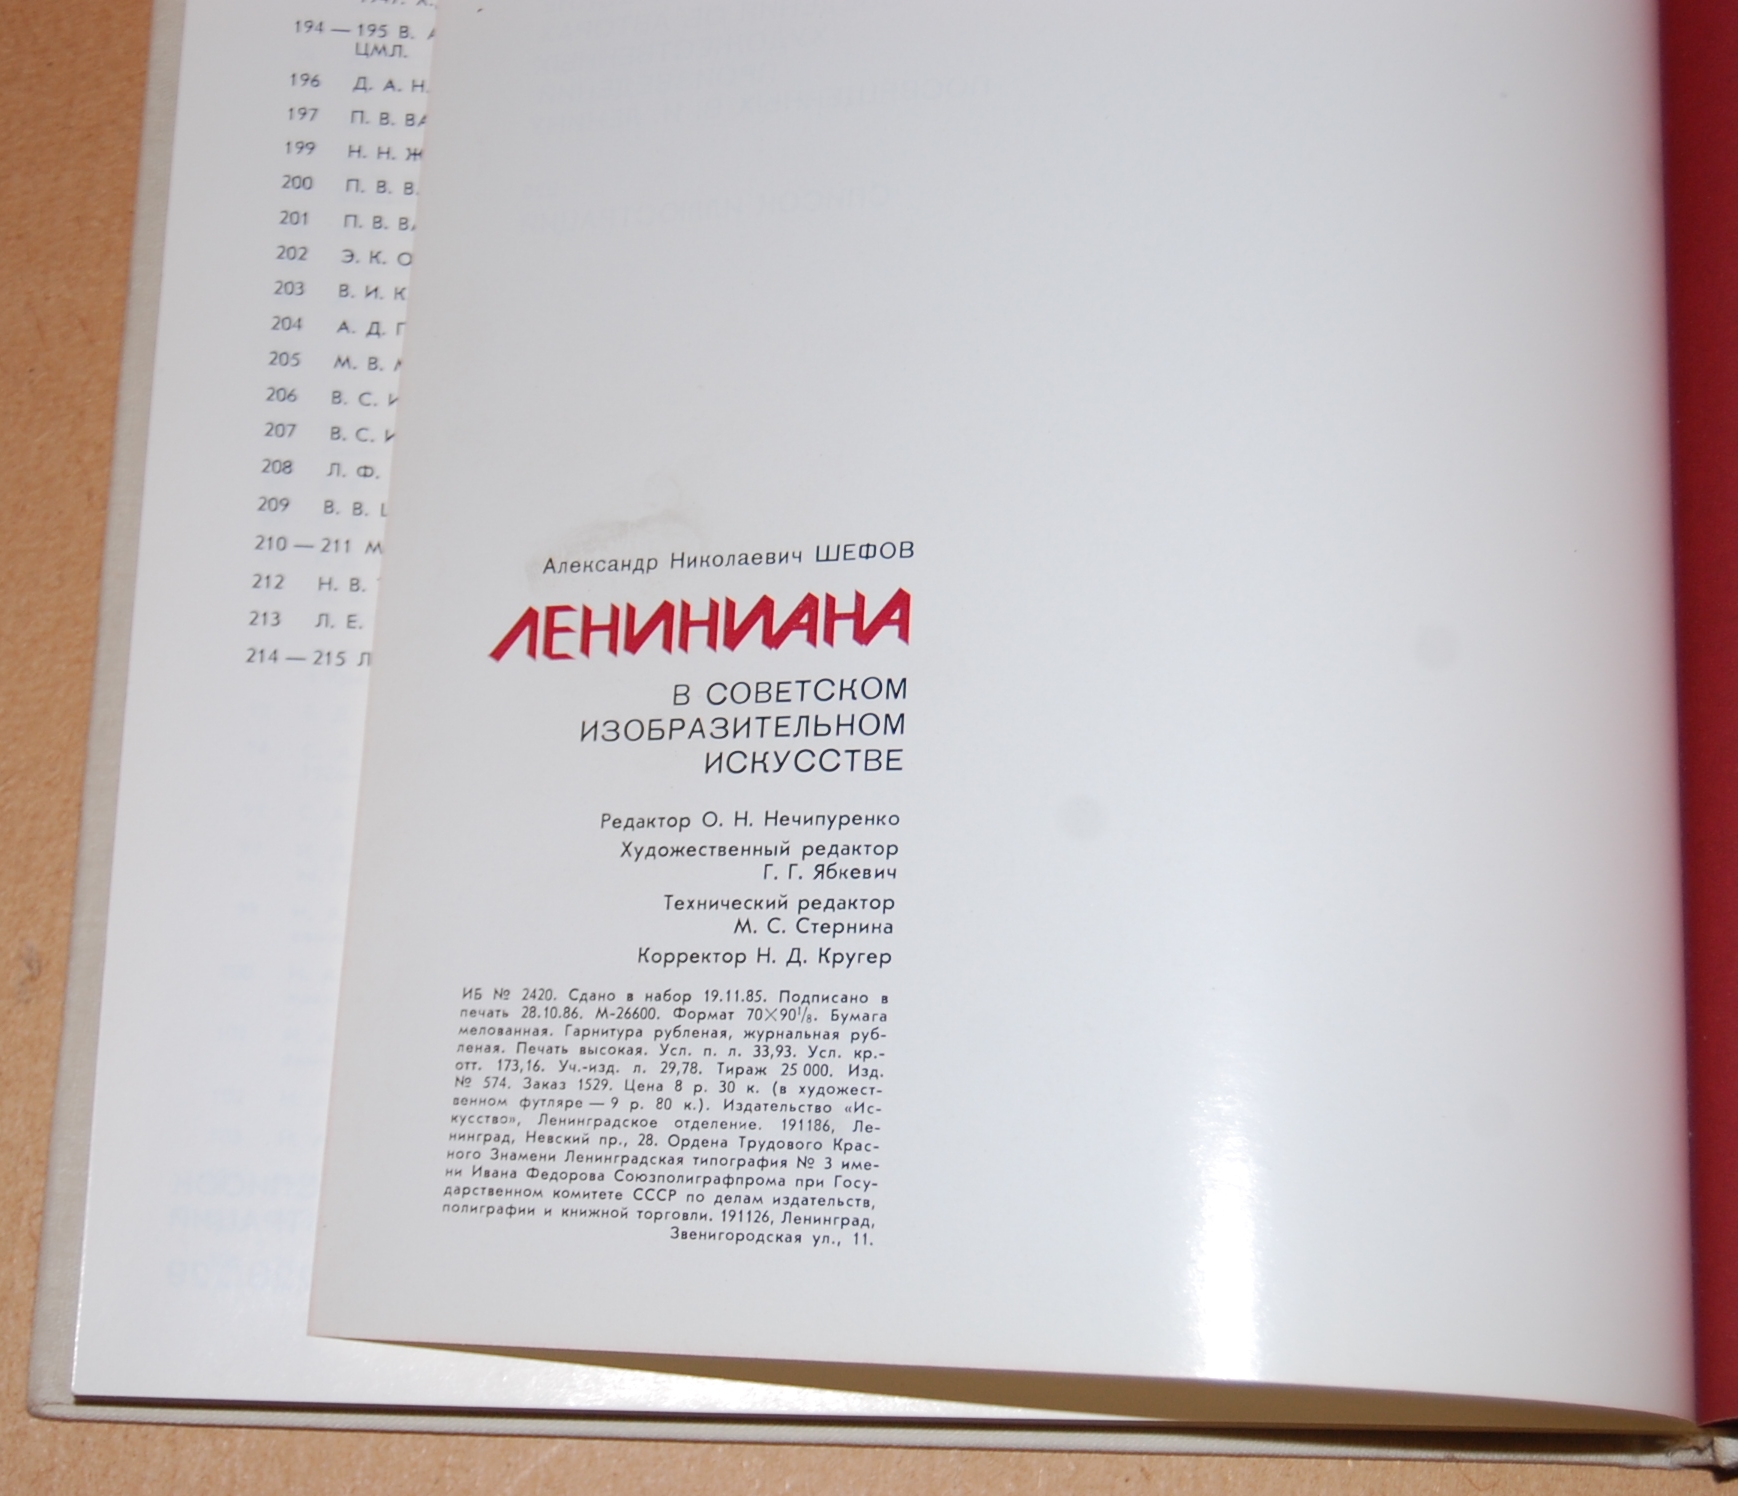 194 — 195 В.
ЦМЛ.
196 Д. А. Н.
197 П. В. ВА
199 Н. Н. Ж
200 П. В. В.
201 П. В. ВА
202 Э. К. О
203 В. И. К
204 А. Д. Г
205 М. В.
206 В. С. И
207 В. С. И
208 Л. Ф.
209 В. В.
210 — 211 М
212 Н. В.
213 Л. Е.
214 — 215 Л
Александр Николаевич ШЕФОВ
ЛЕНИНИАНА
В СОВЕТСКОМ
ИЗОБРАЗИТЕЛЬНОМ
ИСКУССТВЕ
Редактор О. Н. Нечипуренко
Художественный редактор
Г. Г. Ябкевич
Технический редактор
М. С. Стернина
Корректор Н. Д. Кругер
ИБ № 2420. Сдано в набор 19.11.85. Подписано в
печать 28.10.86. М-26600. Формат 70×90¹/₈. Бумага
мелованная. Гарнитура рубленая, журнальная руб-
леная. Печать высокая. Усл. п. л. 33,93. Усл. кр.-
отт. 173,16. Уч.-изд. л. 29,78. Тираж 25 000. Изд.
№ 574. Заказ 1529. Цена 8 р. 30 к. (в художест-
венном футляре — 9 р. 80 к.). Издательство «Ис-
кусство», Ленинградское отделение. 191186, Ле-
нинград, Невский пр., 28. Ордена Трудового Крас-
ного Знамени Ленинградская типография № 3 име-
ни Ивана Федорова Союзполиграфпрома при Госу-
дарственном комитете СССР по делам издательств,
полиграфии и книжной торговли. 191126, Ленинград,
Звенигородская ул., 11.